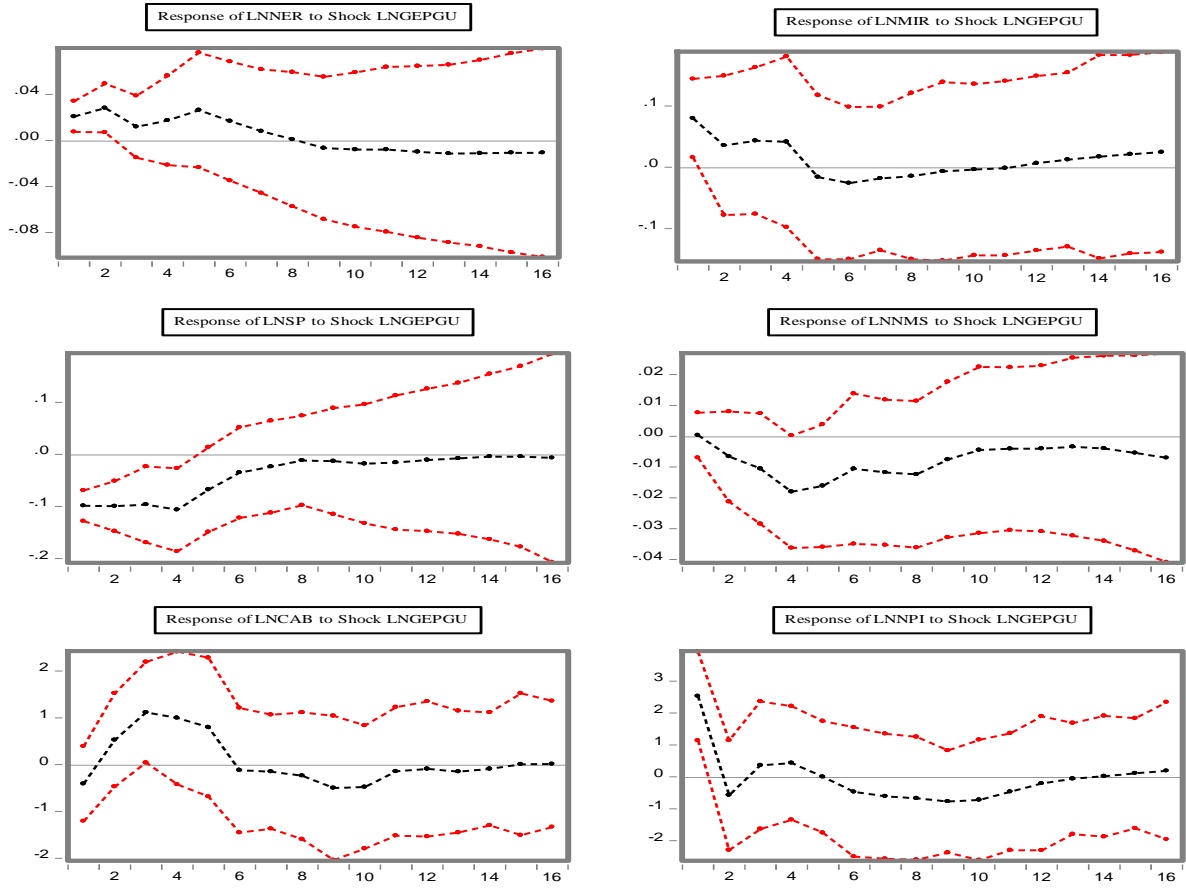 Response of LNNER to Shock LNGEPGU
.04
.00
-.04
-.08
2 4 6 8 10 12 14 16
Response of LNMIR to Shock LNGEPGU
.1
.0
-.1
2 4 6 8 10 12 14 16
Response of LNSP to Shock LNGEPGU
.1
.0
-.1
-.2
2 4 6 8 10 12 14 16
Response of LNNMS to Shock LNGEPGU
.02
.01
.00
-.01
-.02
-.03
-.04
2 4 6 8 10 12 14 16
Response of LNCAB to Shock LNGEPGU
2
1
0
-1
-2
2 4 6 8 10 12 14 16
Response of LNNPI to Shock LNGEPGU
3
2
1
0
-1
-2
2 4 6 8 10 12 14 16